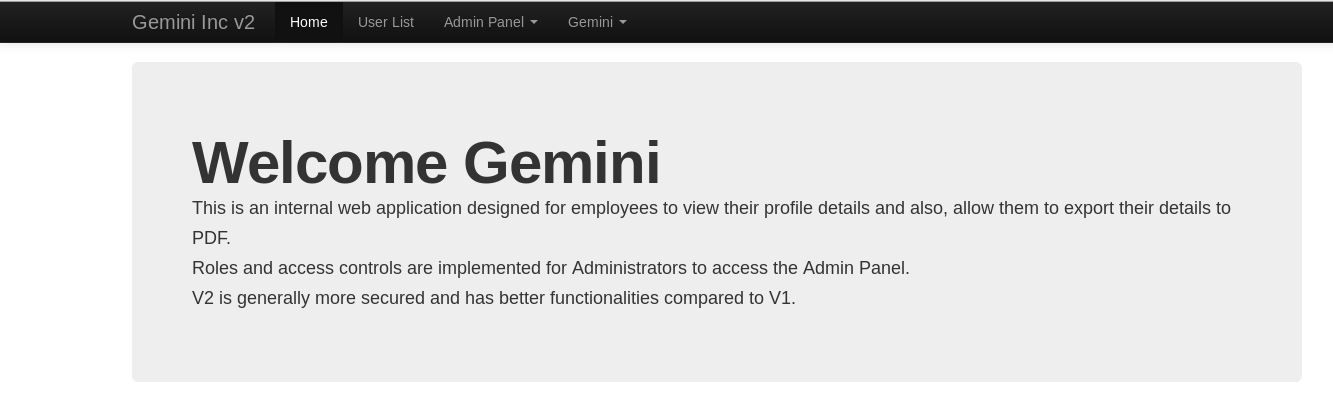 Gemini Inc v2 Home User List Admin Panel Gemini
Welcome Gemini
This is an internal web application designed for employees to view their profile details and also, allow them to export their details to
PDF.
Roles and access controls are implemented for Administrators to access the Admin Panel.
V2 is generally more secured and has better functionalities compared to V1.